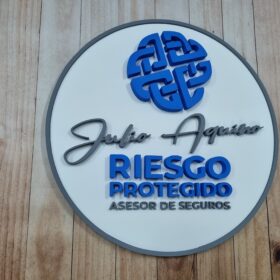 Julio Aquino
RIESGO
PROTEGIDO
ASESOR DE SEGUROS